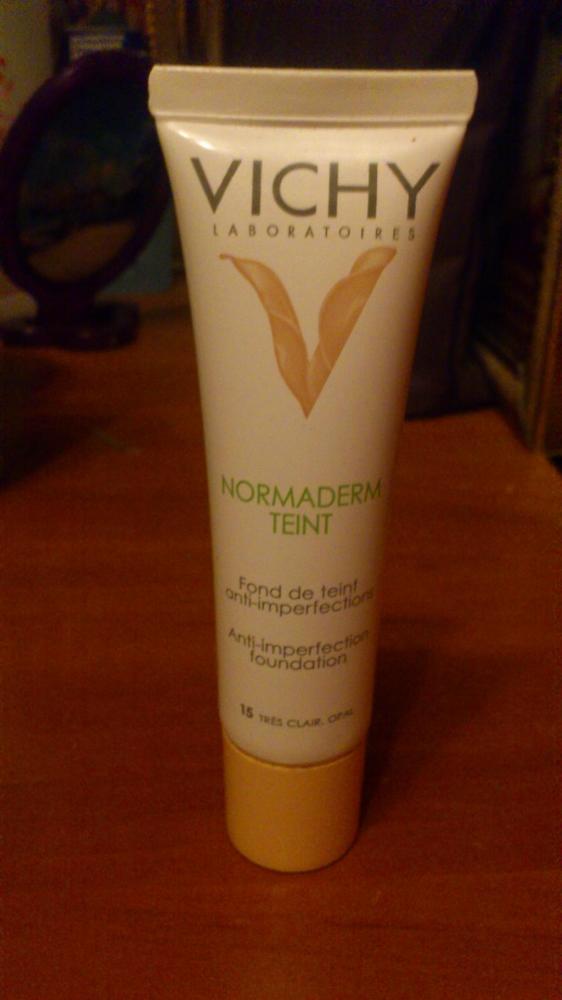 VICHY
LABORATOIRES
NORMADERM
TEINT
Fond de teint
anti-imperfections
Anti-imperfection
foundation
15 TRÈS CLAIR, OPAL